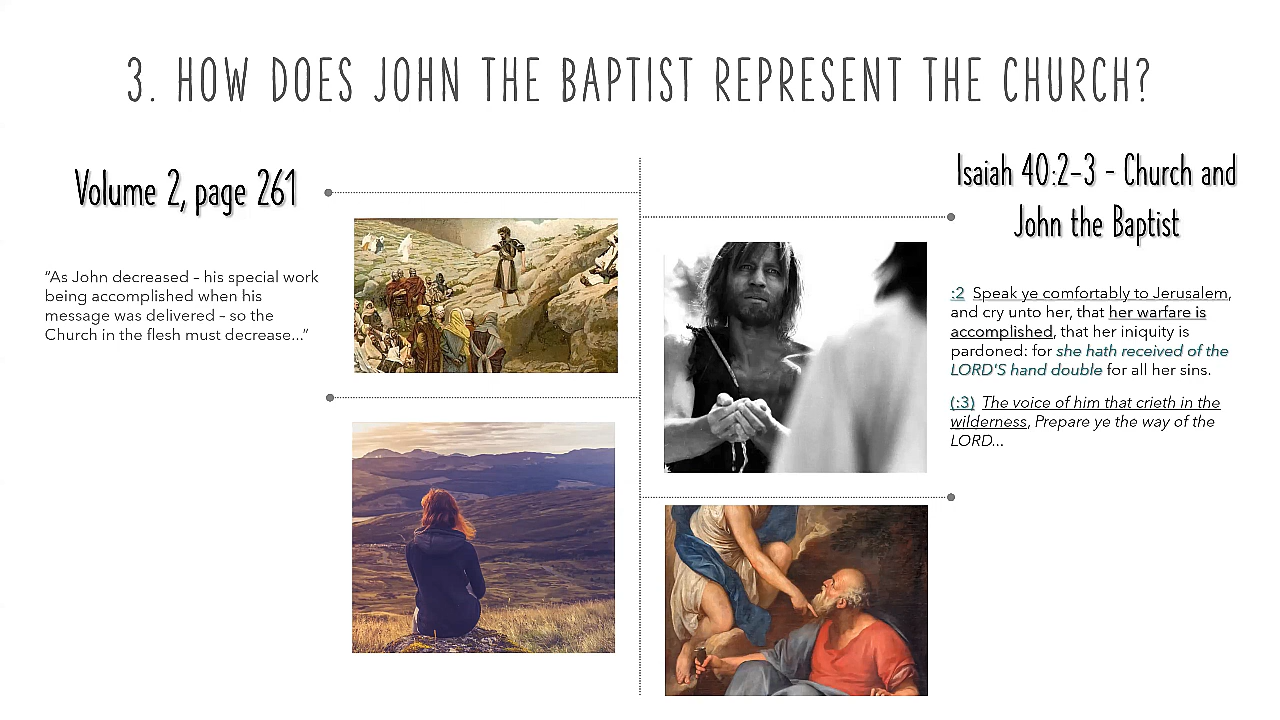 3. HOW DOES JOHN THE BAPTIST REPRESENT THE CHURCH?
Volume 2, page 261
“As John decreased – his special work
being accomplished when his
message was delivered – so the
Church in the flesh must decrease...”
Isaiah 40:2-3 - Church and
John the Baptist
:2 Speak ye comfortably to Jerusalem,
and cry unto her, that her warfare is
accomplished, that her iniquity is
pardoned: for she hath received of the
LORD'S hand double for all her sins.
(:3) The voice of him that crieth in the
wilderness, Prepare ye the way of the
LORD...